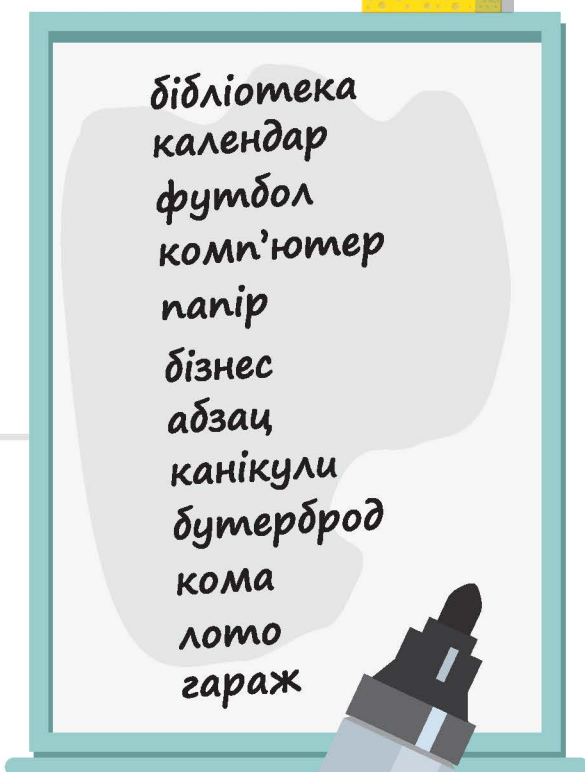 бібліотека
календар
футбол
комп’ютер
папір
бізнес
абзац
канікули
бутерброд
кома
лото
гараж